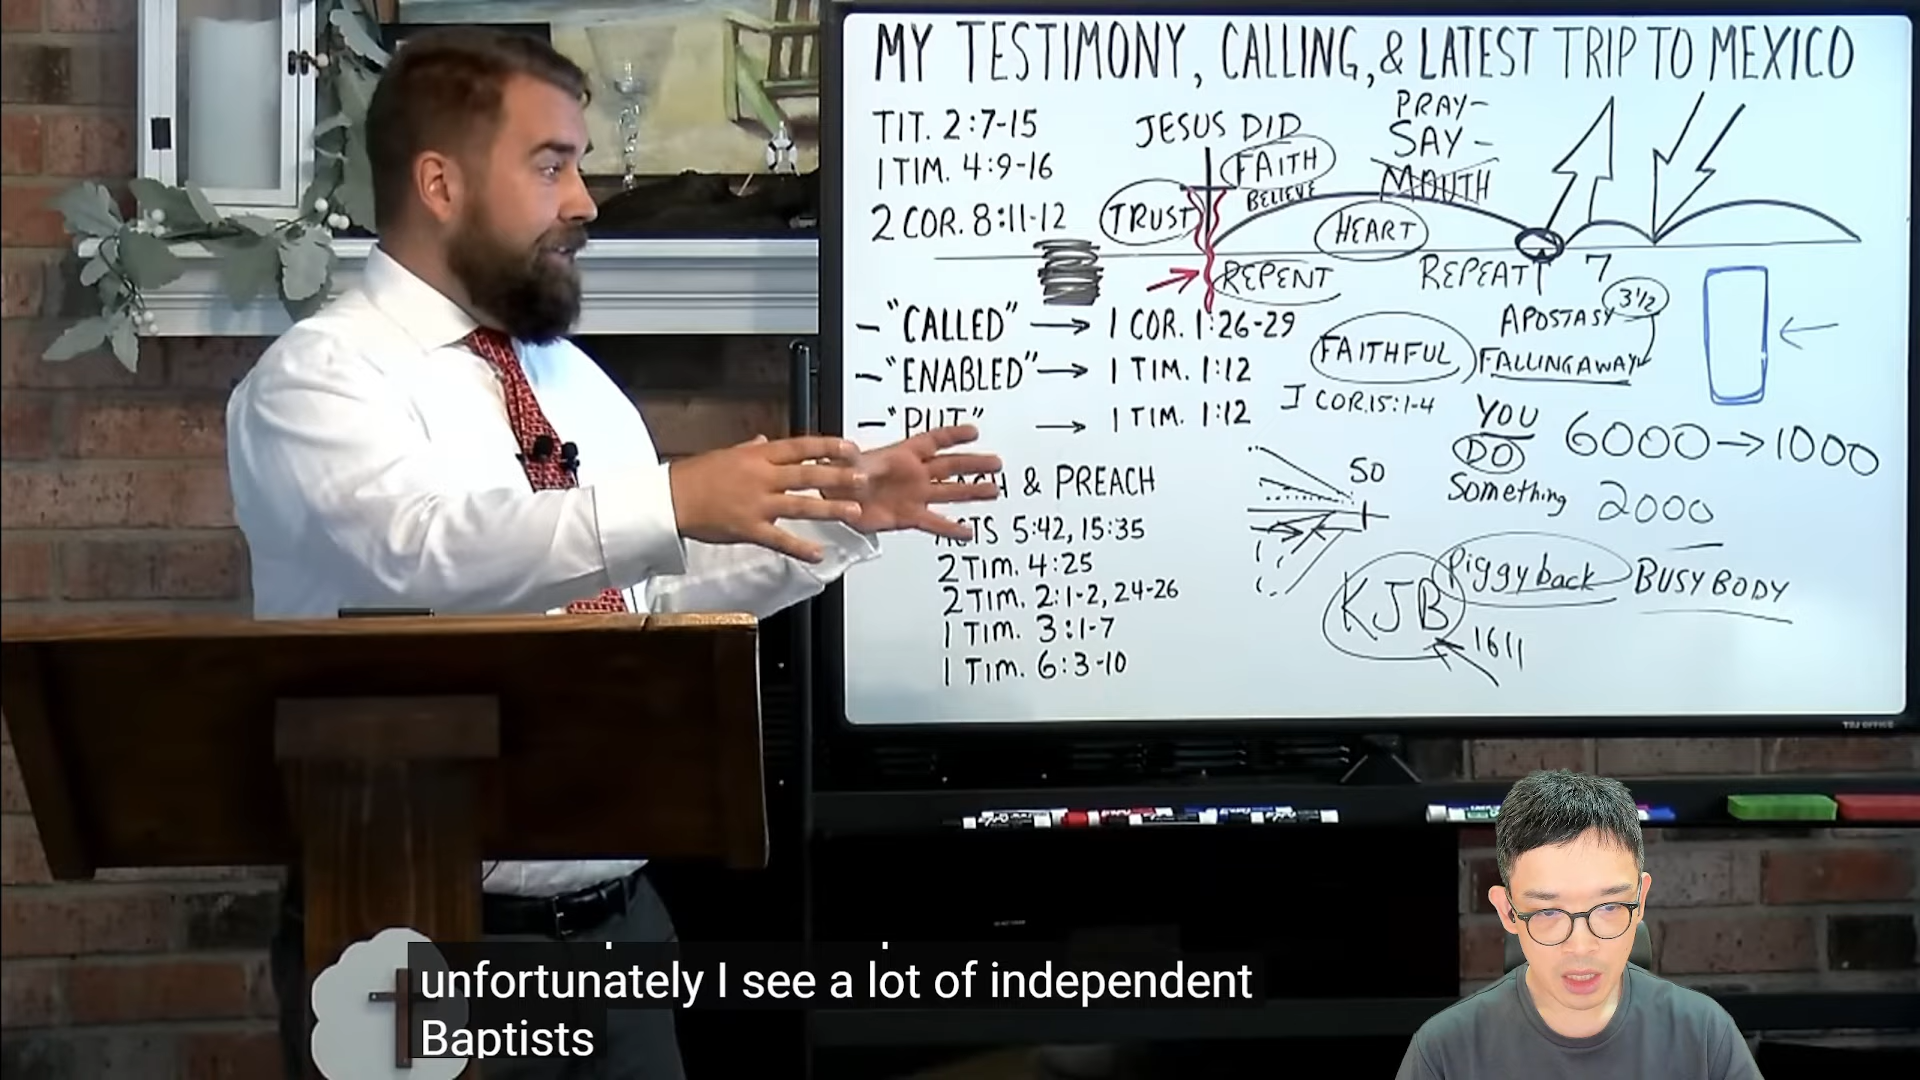 MY TESTIMONY, CALLING, & LATEST TRIP TO MEXICO
TIT. 2:7-15
1 TIM. 4:9-16
2 COR. 8:11-12
JESUS DID
FAITH
BELIEVE
TRUST
HEART
PRAY-
SAY-
MOUTH
REPENT
REPEAT
7
3 1/2
APOSTASY
FALLING AWAY
- "CALLED" → 1 COR. 1:26-29
- "ENABLED" → 1 TIM. 1:12
- "PUT" → 1 TIM. 1:12
FAITHFUL
I COR.15:1-4
& PREACH
ACTS 5:42, 15:35
2 TIM. 4:25
2 TIM. 2:1-2, 24-26
1 TIM. 3:1-7
1 TIM. 6:3-10
50
YOU
DO
Something
6000 → 1000
2000
KJB
1611
Piggyback
BUSY BODY
unfortunately I see a lot of independent
Baptists